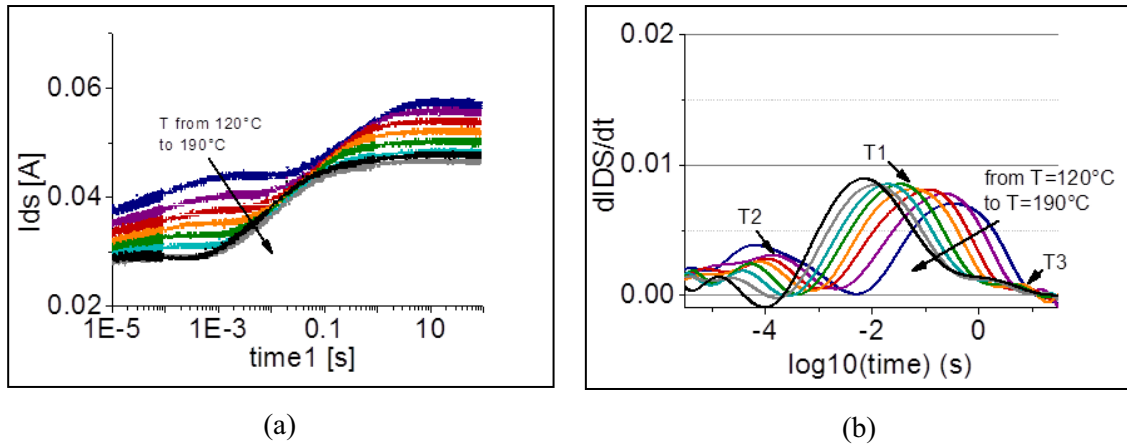 0.06
0.04
0.02
Ids [A]
T from 120°C
to 190°C
1E-5
1E-3
0.1
10
time1 [s]
(a)
0.02
0.01
0.00
dIDS/dt
T1
T2
T3
from T=120°C
to T=190°C
-4
-2
0
log10(time) (s)
(b)